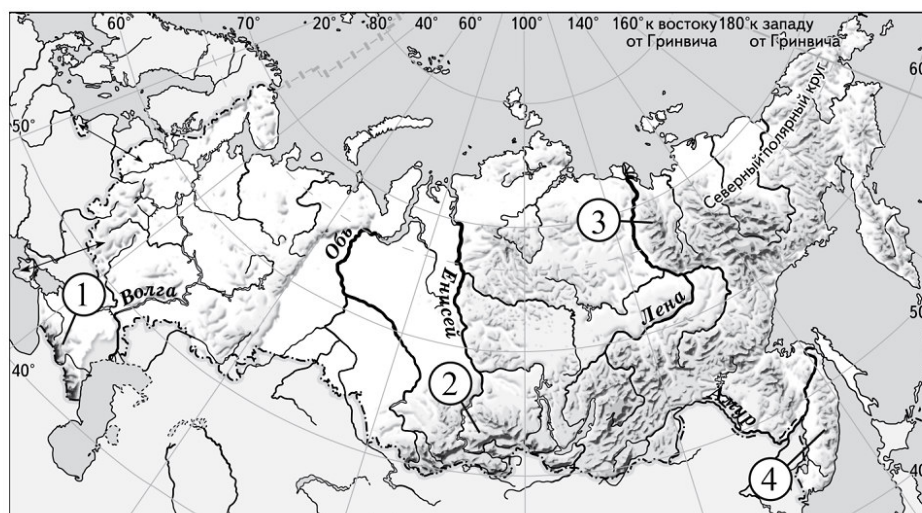 60° 70° 20° 80° 40° 60° 100° 140° 160° к востоку 180° к западу
от Гринвича от Гринвича
60
50°
Северный полярный круг
Обь
3
Енисей
1
Волга
Лена
50
40°
2
Амур
4
40